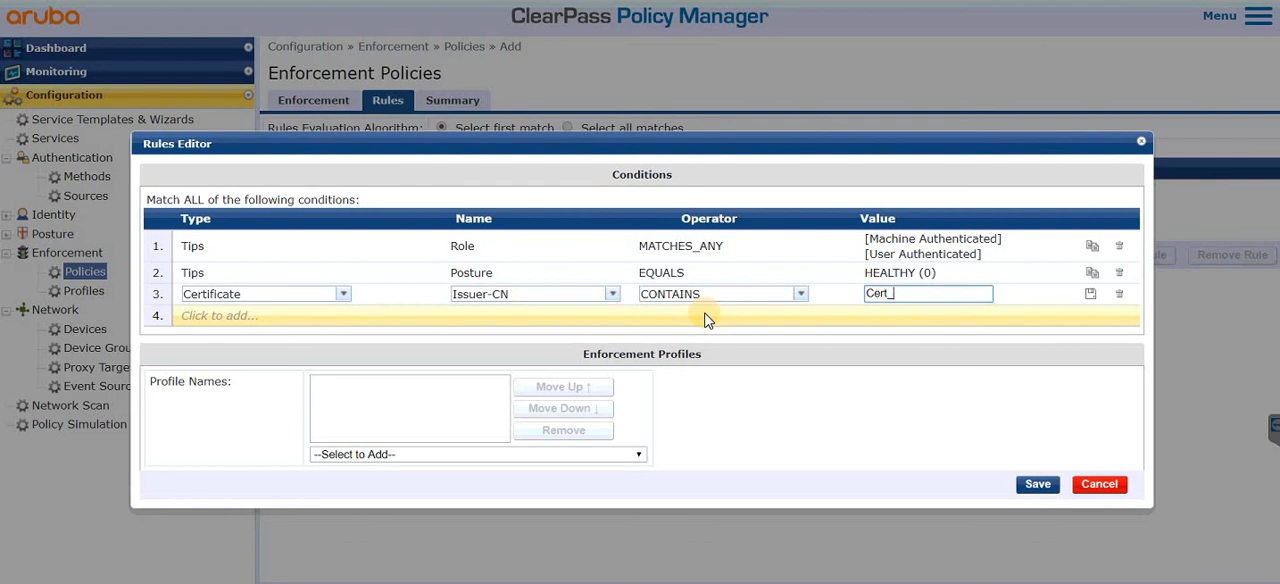 aruba
ClearPass Policy Manager
Menu
Dashboard
Monitoring
Configuration
Service Templates & Wizards
Services
Authentication
Methods
Sources
Identity
Posture
Enforcement
Policies
Profiles
Network
Devices
Device Grou
Proxy Targe
Event Sourc
Network Scan
Policy Simulation
Configuration » Enforcement » Policies » Add
Enforcement Policies
Enforcement Rules Summary
Rules Evaluation Algorithm: Select first match Select all matches
Remove Rule
Rules Editor
Conditions
Match ALL of the following conditions:
Type Name Operator Value
1. Tips Role MATCHES_ANY [Machine Authenticated]
[User Authenticated]
2. Tips Posture EQUALS HEALTHY (0)
3. Certificate Issuer-CN CONTAINS Cert_
4. Click to add...
Enforcement Profiles
Profile Names:
Move Up ↑
Move Down ↓
Remove
--Select to Add--
Save Cancel